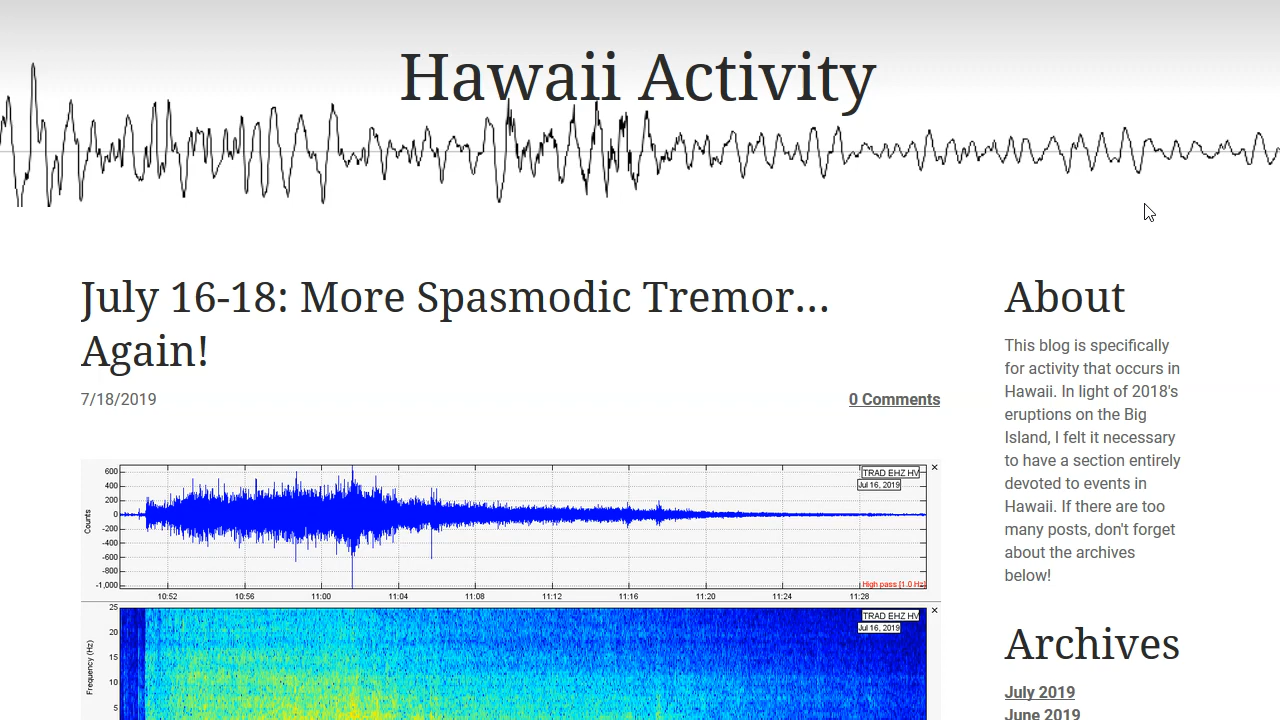 Hawaii Activity
July 16-18: More Spasmodic Tremor...
Again!
7/18/2019
0 Comments
600
400
200
0
-200
-400
-600
-800
-1,000
Counts
TRAD EHZ HV
Jul 16, 2019
High pass [1.0 Hz]
10:52 10:56 11:00 11:04 11:08 11:12 11:16 11:20 11:24 11:28
25
20
15
10
5
Frequency (Hz)
TRAD EHZ HV
Jul 16, 2019
About
This blog is specifically
for activity that occurs in
Hawaii. In light of 2018's
eruptions on the Big
Island, I felt it necessary
to have a section entirely
devoted to events in
Hawaii. If there are too
many posts, don't forget
about the archives
below!
Archives
July 2019
June 2019